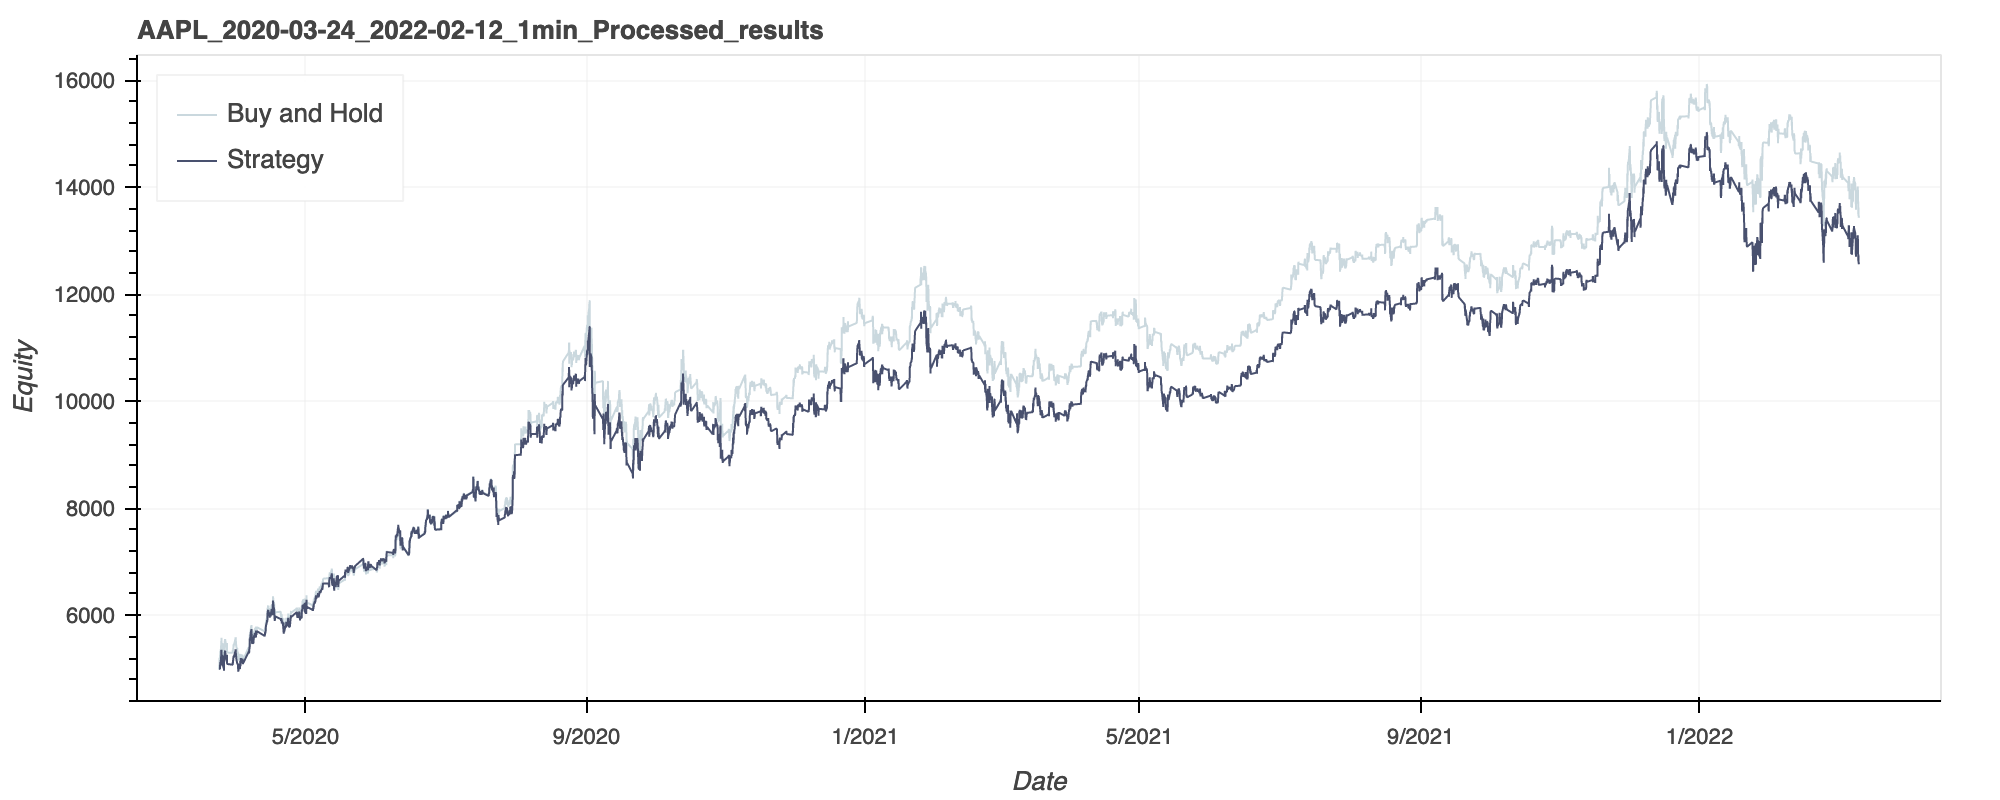 AAPL_2020-03-24_2022-02-12_1min_Processed_results
Buy and Hold
Strategy
16000
14000
12000
10000
8000
6000
Equity
5/2020 9/2020 1/2021 5/2021 9/2021 1/2022
Date